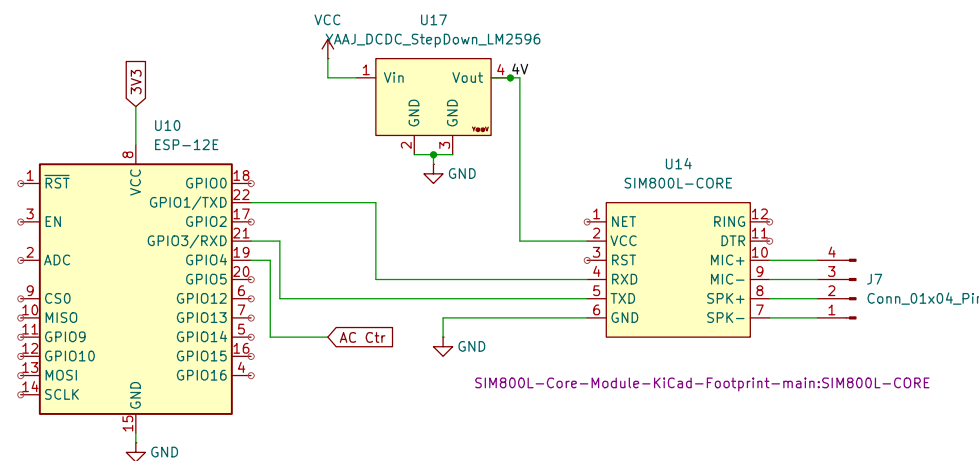 VCC
U17
YAAJ_DCDC_StepDown_LM2596
1 Vin Vout 4 4V
GND GND
2 3
GND
3V3
U10
ESP-12E
8
VCC
1 RST GPIO0 18
GPIO1/TXD 22
3 EN GPIO2 17
GPIO3/RXD 21
2 ADC GPIO4 19
GPIO5 20
9 CS0 GPIO12 6
10 MISO GPIO13 7
11 GPIO9 GPIO14 5
12 GPIO10 GPIO15 16
13 MOSI GPIO16 4
14 SCLK
GND
15
GND
AC Ctr
U14
SIM800L-CORE
1 NET RING 12
2 VCC DTR 11
3 RST MIC+ 10 4
4 RXD MIC- 9 3
5 TXD SPK+ 8 2
6 GND SPK- 7 1
GND
J7
Conn_01x04_Pin
SIM800L-Core-Module-KiCad-Footprint-main:SIM800L-CORE